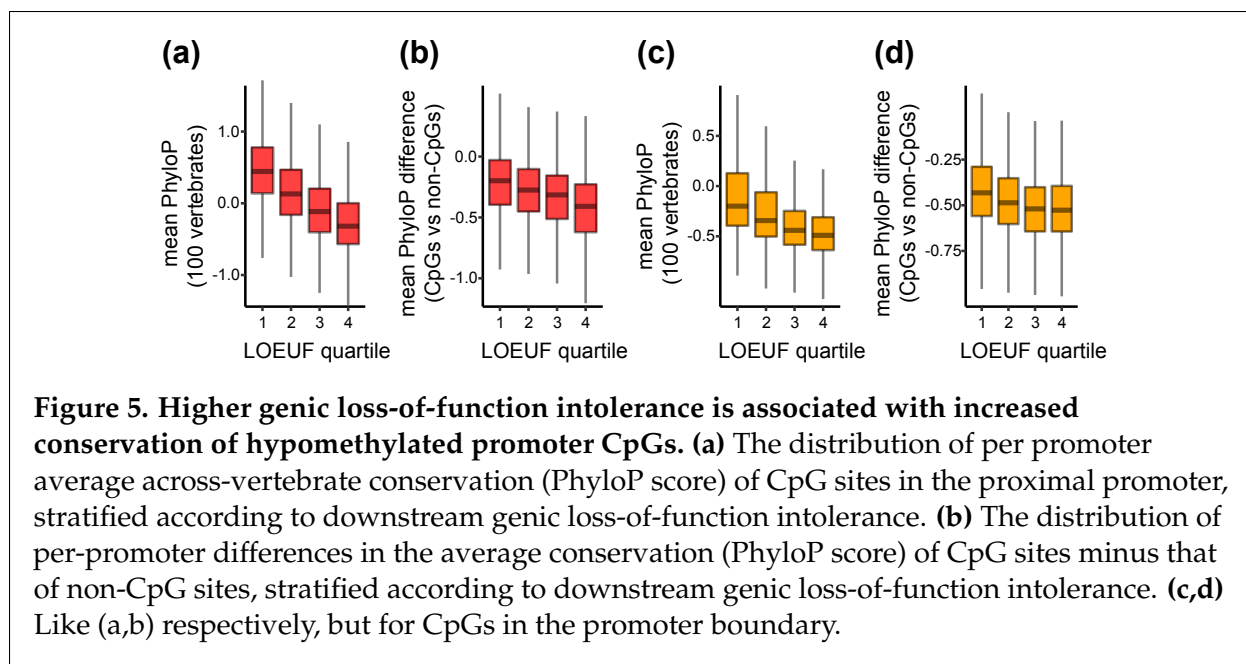 (a)
(b)
(c)
(d)
mean PhyloP
(100 vertebrates)
1.0
0.0
-1.0
1 2 3 4
LOEUF quartile
mean PhyloP difference
(CpGs vs non-CpGs)
0.0
-0.5
-1.0
1 2 3 4
LOEUF quartile
mean PhyloP
(100 vertebrates)
0.5
0.0
-0.5
1 2 3 4
LOEUF quartile
mean PhyloP difference
(CpGs vs non-CpGs)
-0.25
-0.50
-0.75
1 2 3 4
LOEUF quartile
Figure 5. Higher genic loss-of-function intolerance is associated with increased
conservation of hypomethylated promoter CpGs. (a) The distribution of per promoter
average across-vertebrate conservation (PhyloP score) of CpG sites in the proximal promoter,
stratified according to downstream genic loss-of-function intolerance. (b) The distribution of
per-promoter differences in the average conservation (PhyloP score) of CpG sites minus that
of non-CpG sites, stratified according to downstream genic loss-of-function intolerance. (c,d)
Like (a,b) respectively, but for CpGs in the promoter boundary.